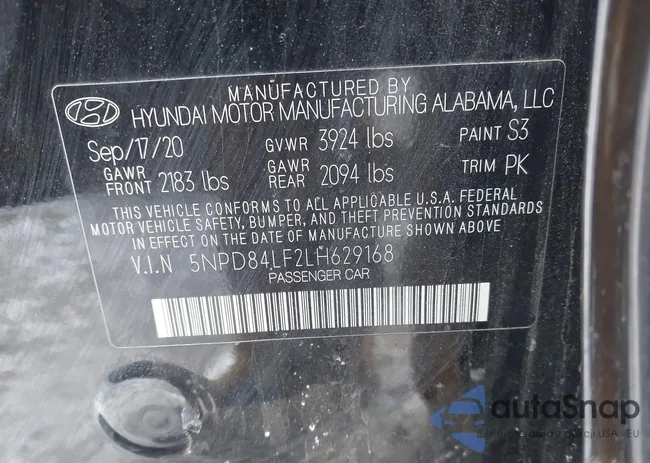 MANUFACTURED BY
HYUNDAI MOTOR MANUFACTURING ALABAMA, LLC
Sep/17/20 GVWR 3924 lbs PAINT S3
GAWR FRONT 2183 lbs GAWR REAR 2094 lbs TRIM PK
THIS VEHICLE CONFORMS TO ALL APPLICABLE U.S.A. FEDERAL
MOTOR VEHICLE SAFETY, BUMPER, AND THEFT PREVENTION STANDARDS
IN EFFECT ON THE DATE OF MANUFACTURE SHOWN ABOVE.
V.I.N 5NPD84LF2LH629168
PASSENGER CAR
autoSnap
USA - EU